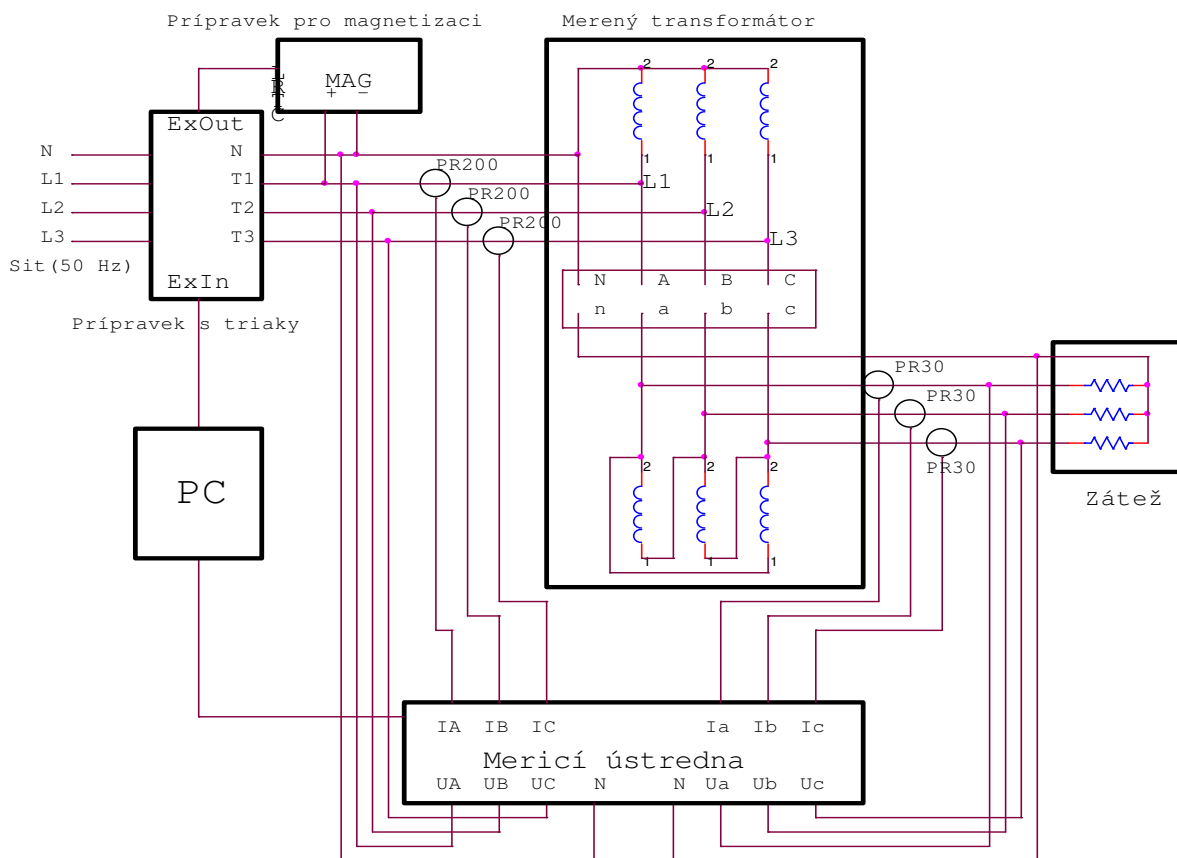 Prípravek pro magnetizaci
Merený transformátor
MAG
+ -
ExOut
N N
L1 T1
L2 T2
L3 T3
Sit(50 Hz)
ExIn
Prípravek s triaky
PR200
PR200
PR200
2 2 2
1 1 1
L1
L2
L3
N A B C
n a b c
PR30
PR30
PR30
Zátež
2 2 2
1 1 1
PC
IA IB IC Ia Ib Ic
Mericí ústredna
UA UB UC N N Ua Ub Uc